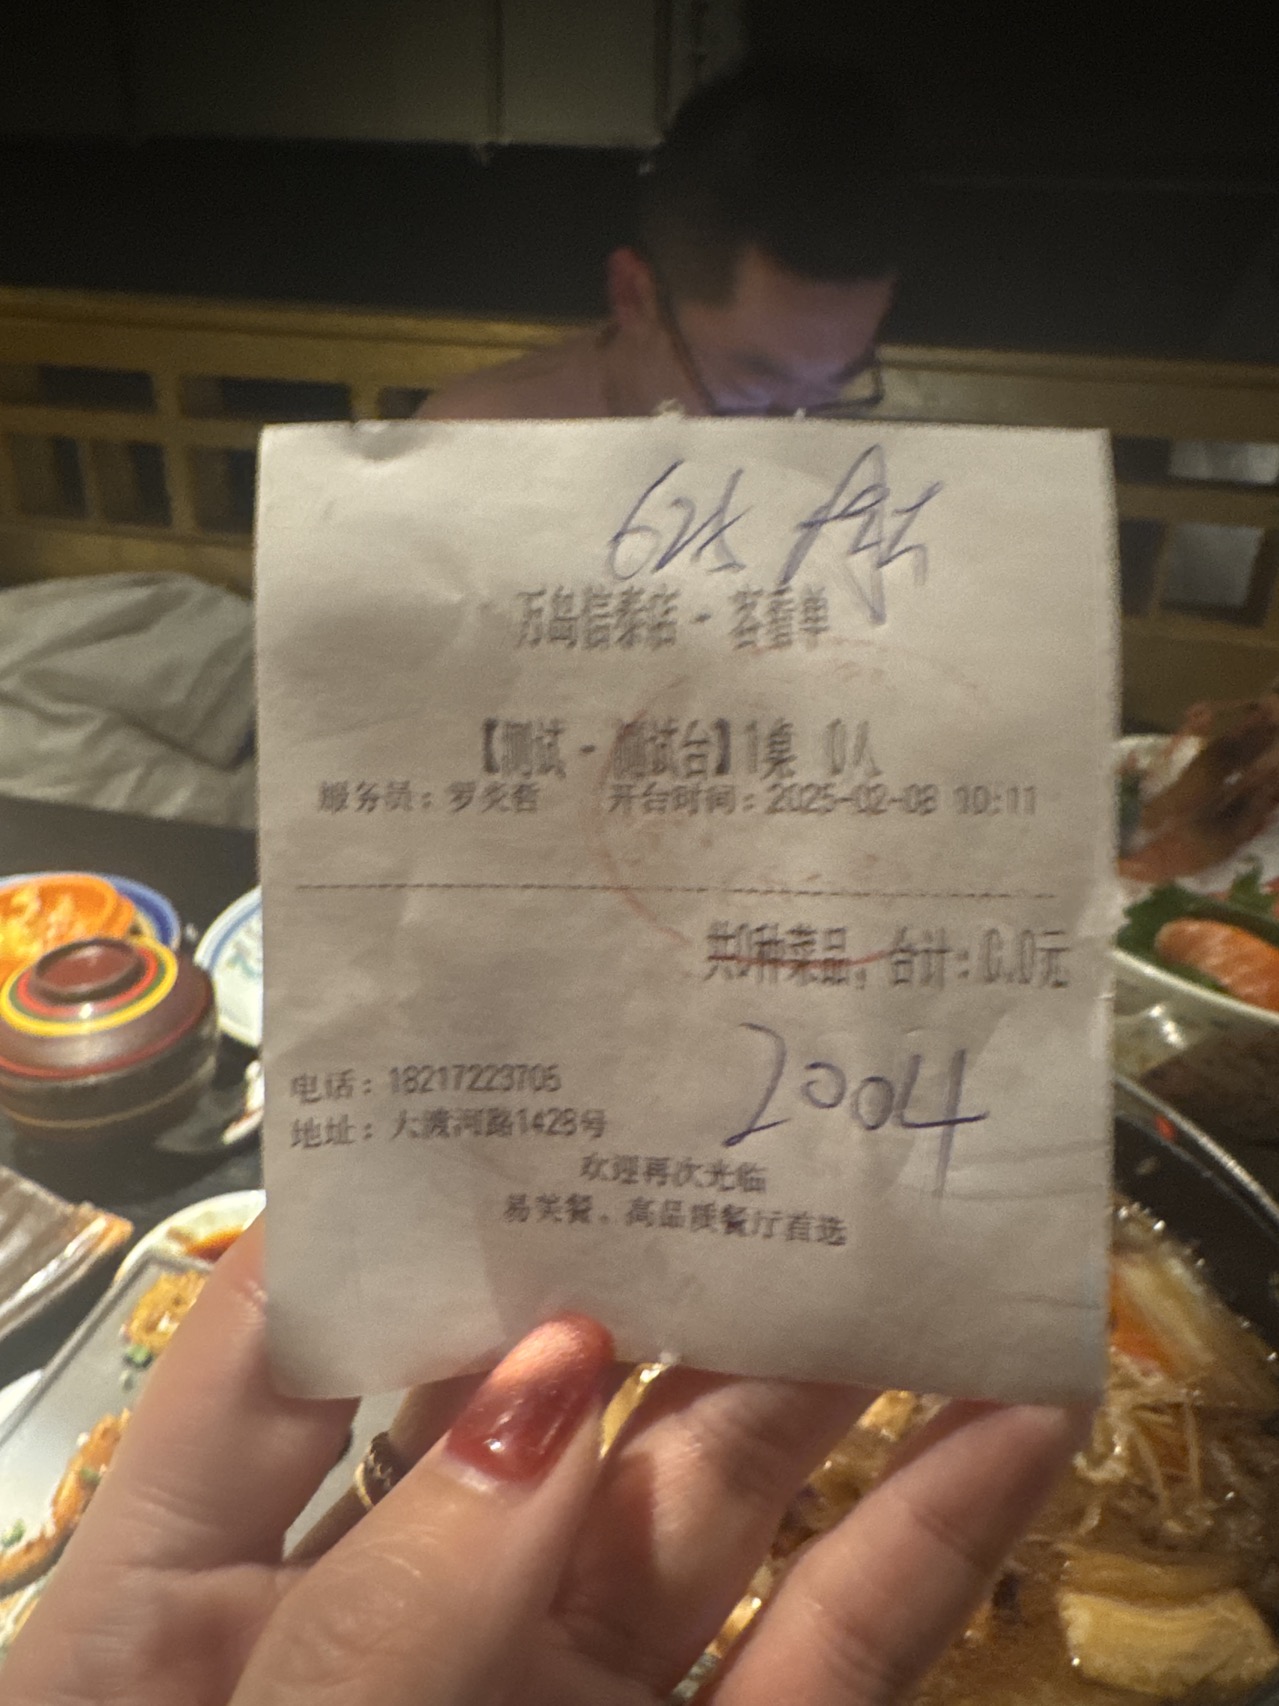 625
万岛信泰店 - 客看单
【测试 - 测试台】1桌 0人
服务员：罗炎哲 开台时间：2025-02-08 10:11
共0种菜品，合计：0.0元
2004
电话：18217223705
地址：大渡河路1428号
欢迎再次光临
易芙餐，高品质餐厅首选